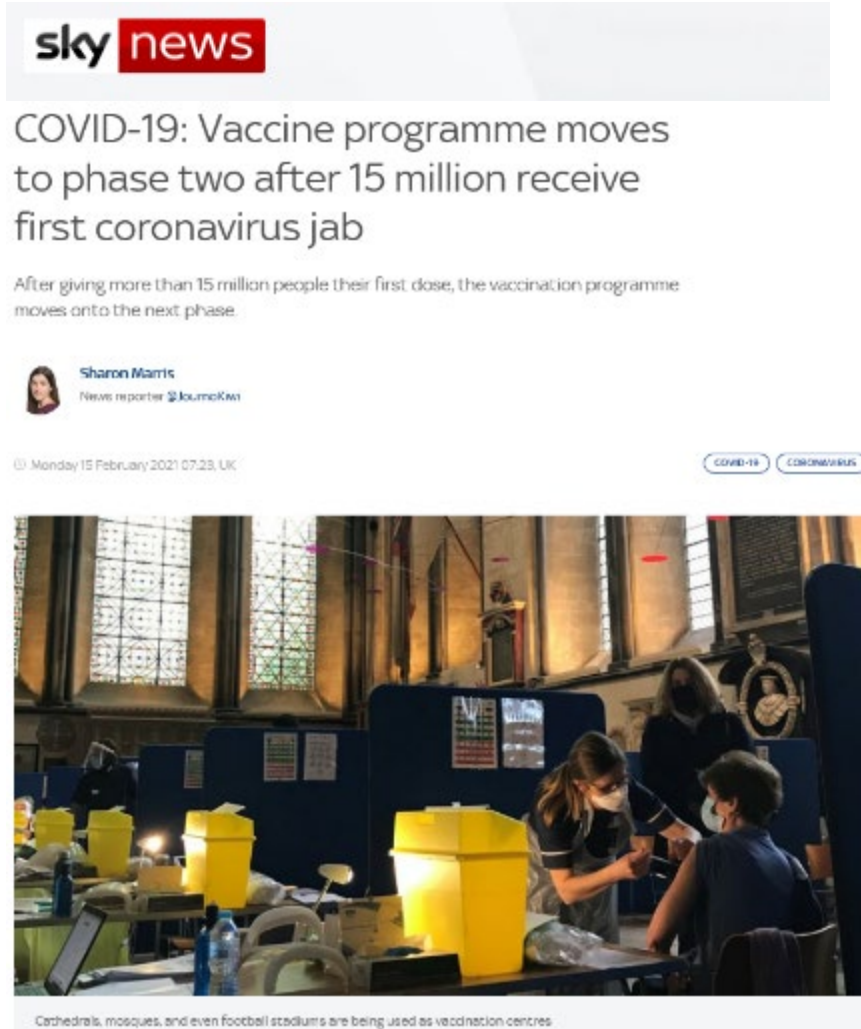 sky news
COVID-19: Vaccine programme moves
to phase two after 15 million receive
first coronavirus jab
After giving more than 15 million people their first dose, the vaccination programme
moves onto the next phase.
Sharon Marris
News reporter @JournoKiwi
Monday 15 February 2021 07:23, UK
COVID-19 CORONAVIRUS
Cathedrals, mosques, and even football stadiums are being used as vaccination centres